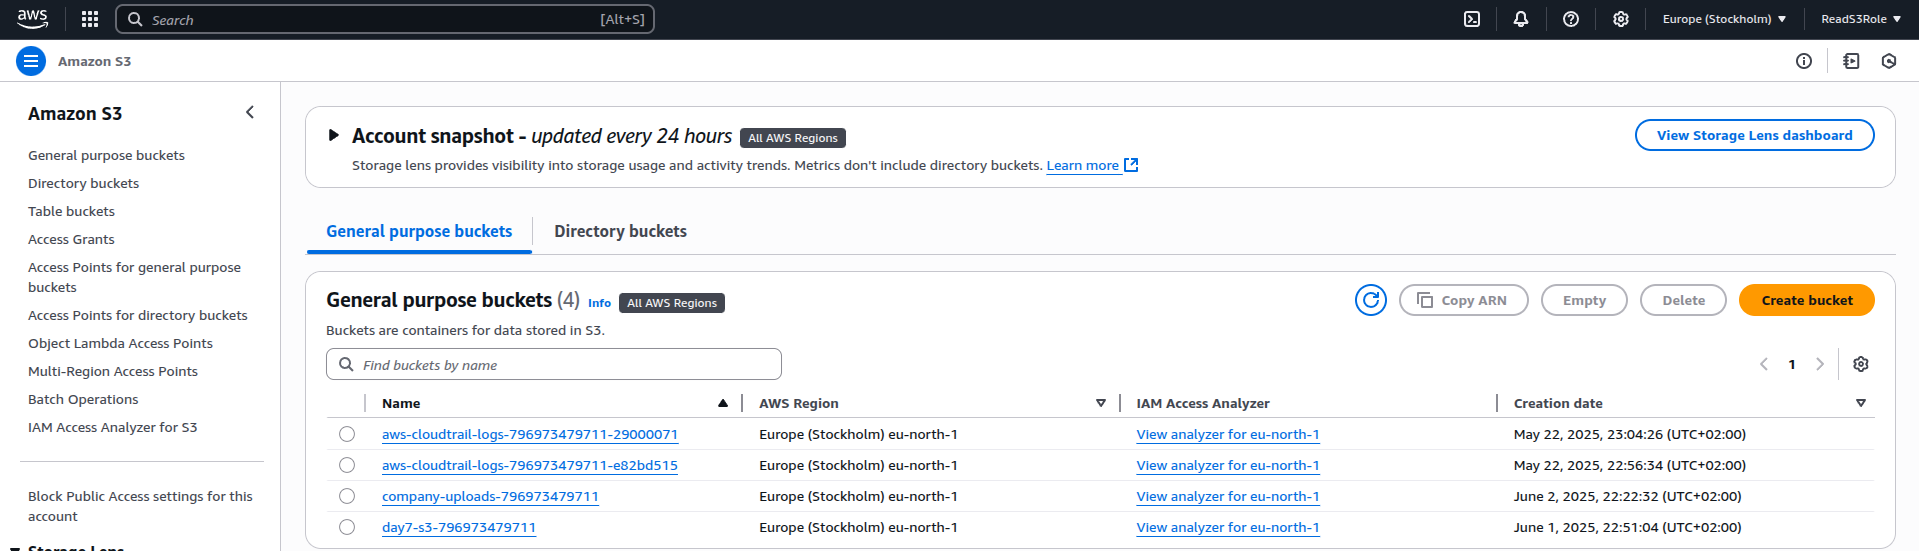 aws
Search [Alt+S]
Europe (Stockholm) ReadS3Role
Amazon S3
Amazon S3
General purpose buckets
Directory buckets
Table buckets
Access Grants
Access Points for general purpose
buckets
Access Points for directory buckets
Object Lambda Access Points
Multi-Region Access Points
Batch Operations
IAM Access Analyzer for S3
Block Public Access settings for this
account
Storage Lens
Account snapshot - updated every 24 hours All AWS Regions
View Storage Lens dashboard
Storage lens provides visibility into storage usage and activity trends. Metrics don't include directory buckets. Learn more
General purpose buckets Directory buckets
General purpose buckets (4) Info All AWS Regions
Copy ARN Empty Delete Create bucket
Buckets are containers for data stored in S3.
Find buckets by name
1
Name AWS Region IAM Access Analyzer Creation date
aws-cloudtrail-logs-796973479711-29000071 Europe (Stockholm) eu-north-1 View analyzer for eu-north-1 May 22, 2025, 23:04:26 (UTC+02:00)
aws-cloudtrail-logs-796973479711-e82bd515 Europe (Stockholm) eu-north-1 View analyzer for eu-north-1 May 22, 2025, 22:56:34 (UTC+02:00)
company-uploads-796973479711 Europe (Stockholm) eu-north-1 View analyzer for eu-north-1 June 2, 2025, 22:22:32 (UTC+02:00)
day7-s3-796973479711 Europe (Stockholm) eu-north-1 View analyzer for eu-north-1 June 1, 2025, 22:51:04 (UTC+02:00)